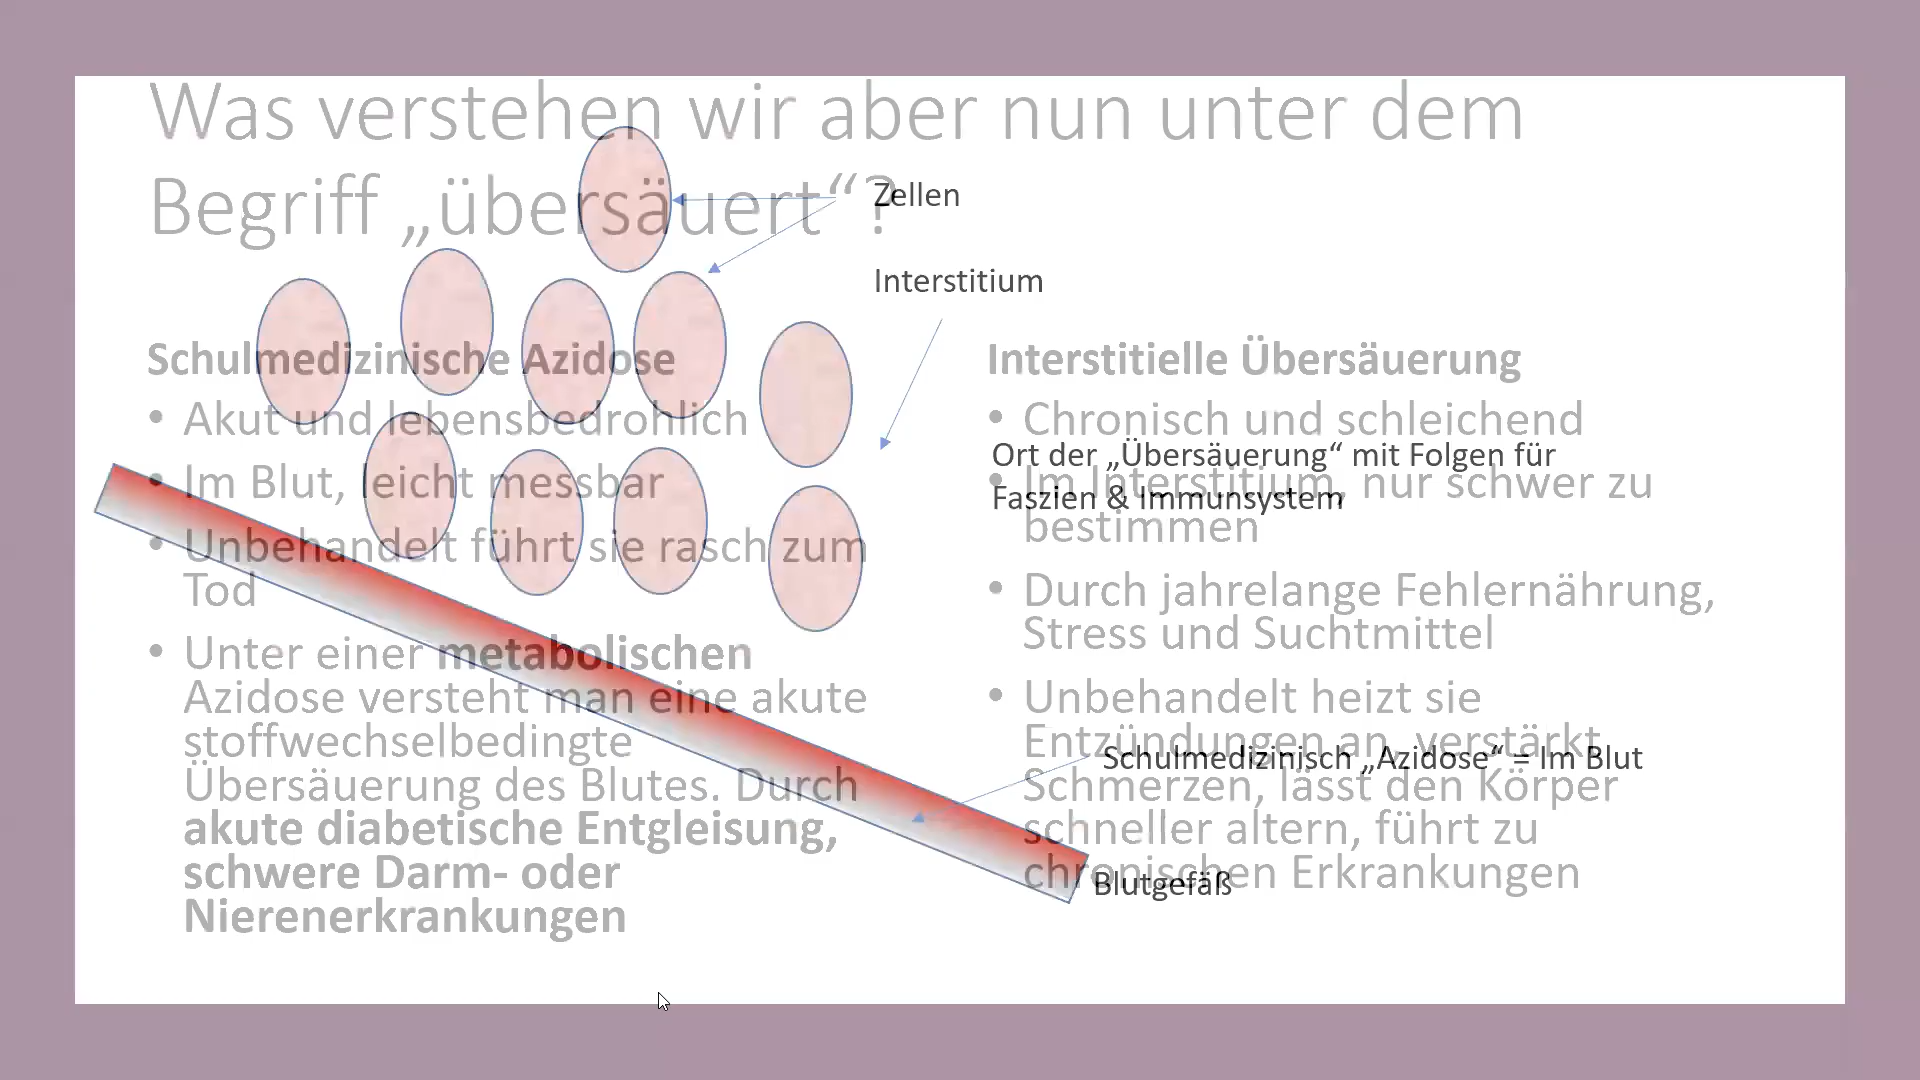 Was verstehen wir aber nun unter dem
Begriff „übersäuert“?
Schulmedizinische Azidose
• Akut und lebensbedrohlich
• Im Blut, leicht messbar
• Unbehandelt führt sie rasch zum
Tod
• Unter einer metabolischen
Azidose versteht man eine akute
stoffwechselbedingte
Übersäuerung des Blutes. Durch
akute diabetische Entgleisung,
schwere Darm- oder
Nierenerkrankungen
Interstitielle Übersäuerung
• Chronisch und schleichend
• Im Interstitium, nur schwer zu
bestimmen
• Durch jahrelange Fehlernährung,
Stress und Suchtmittel
• Unbehandelt heizt sie
Entzündungen an, verstärkt
Schmerzen, lässt den Körper
schneller altern, führt zu
chronischen Erkrankungen
Zellen
Interstitium
Ort der „Übersäuerung“ mit Folgen für
Faszien & Immunsystem
Schulmedizinisch „Azidose“ = Im Blut
Blutgefäß